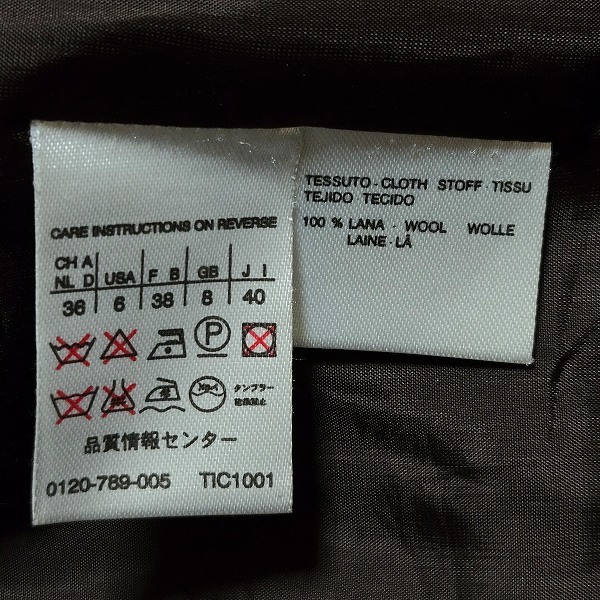 CARE INSTRUCTIONS ON REVERSE
CH A
NL D USA F B GB J I
36 6 38 8 40
P
タンブラー
乾燥禁止
品質情報センター
0120-789-005 TIC1001
TESSUTO - CLOTH STOFF · TISSU
TEJIDO TECIDO
100 % LANA · WOOL WOLLE
LAINE · LÃ